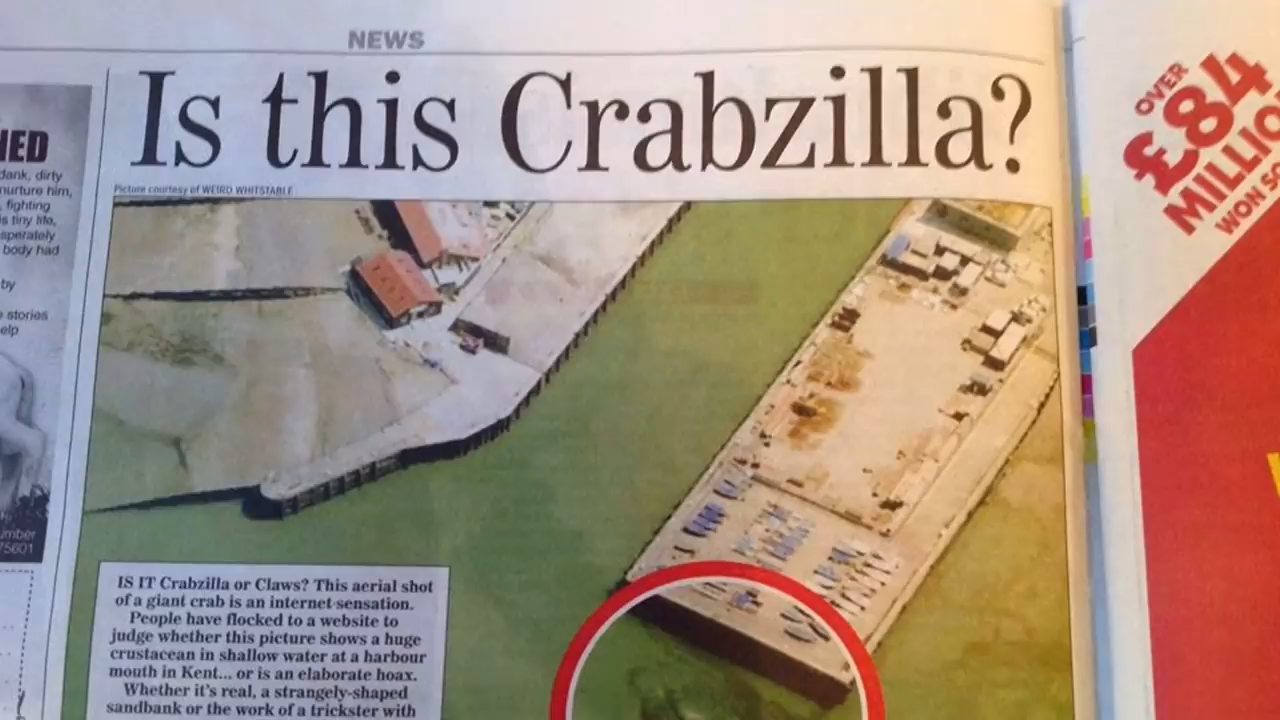 NEWS
Is this Crabzilla?
Picture courtesy of WEIRD WHITSTABLE
IS IT Crabzilla or Claws? This aerial shot
of a giant crab is an internet sensation.
People have flocked to a website to
judge whether this picture shows a huge
crustacean in shallow water at a harbour
mouth in Kent... or is an elaborate hoax.
Whether it's real, a strangely-shaped
sandbank or the work of a trickster with
NED
dank, dirty
nurture him,
, fighting
s tiny life,
sperately
body had
by
stories
elp
umber
75601
OVER
£84
MILLIO
WON SO